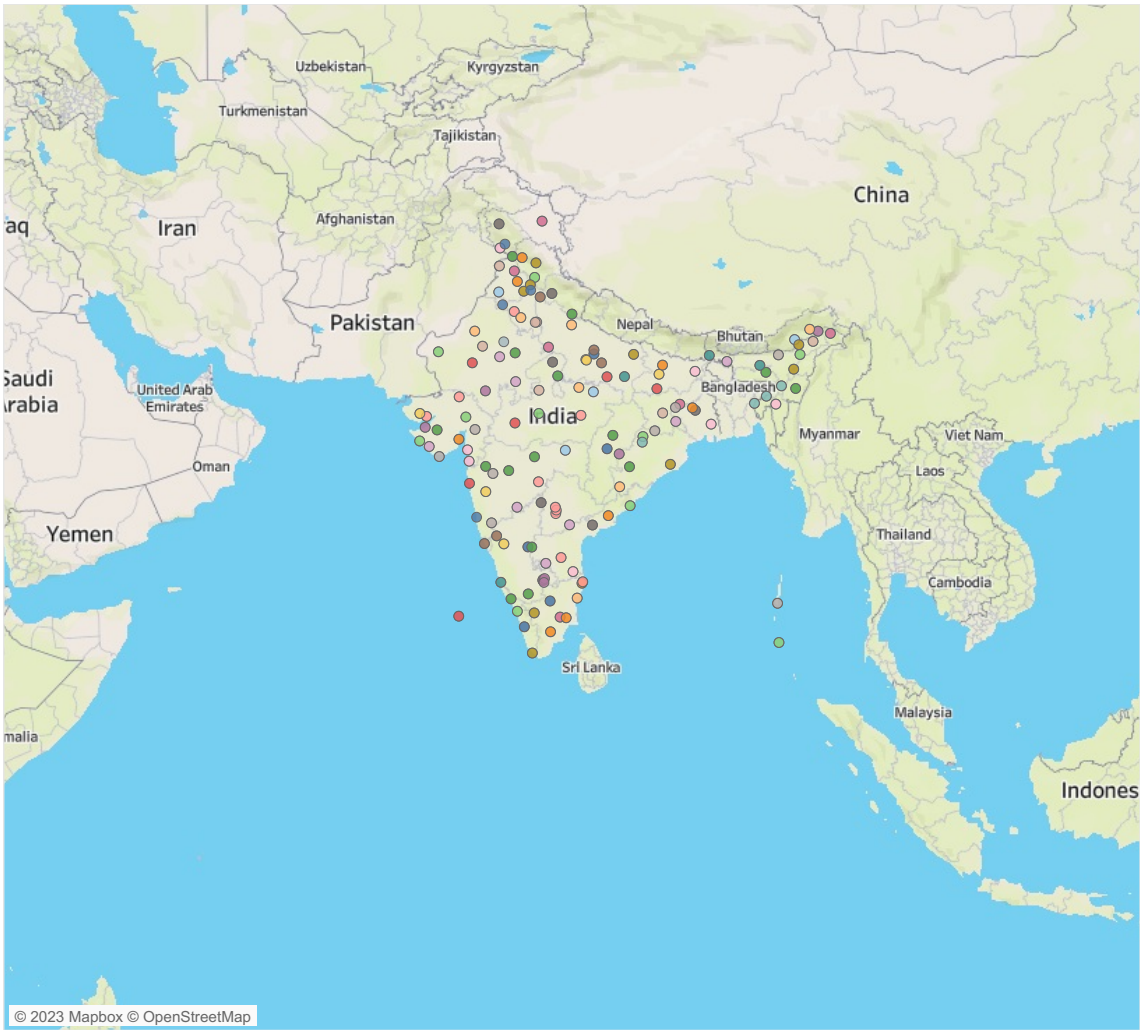 Uzbekistan
Kyrgyzstan
Turkmenistan
Tajikistan
China
Afghanistan
aq
Iran
Pakistan
Nepal
Bhutan
Saudi
Arabia
United Arab
Emirates
Bangladesh
India
Myanmar
Viet Nam
Oman
Laos
Yemen
Thailand
Cambodia
Sri Lanka
Malaysia
malia
Indones
© 2023 Mapbox © OpenStreetMap